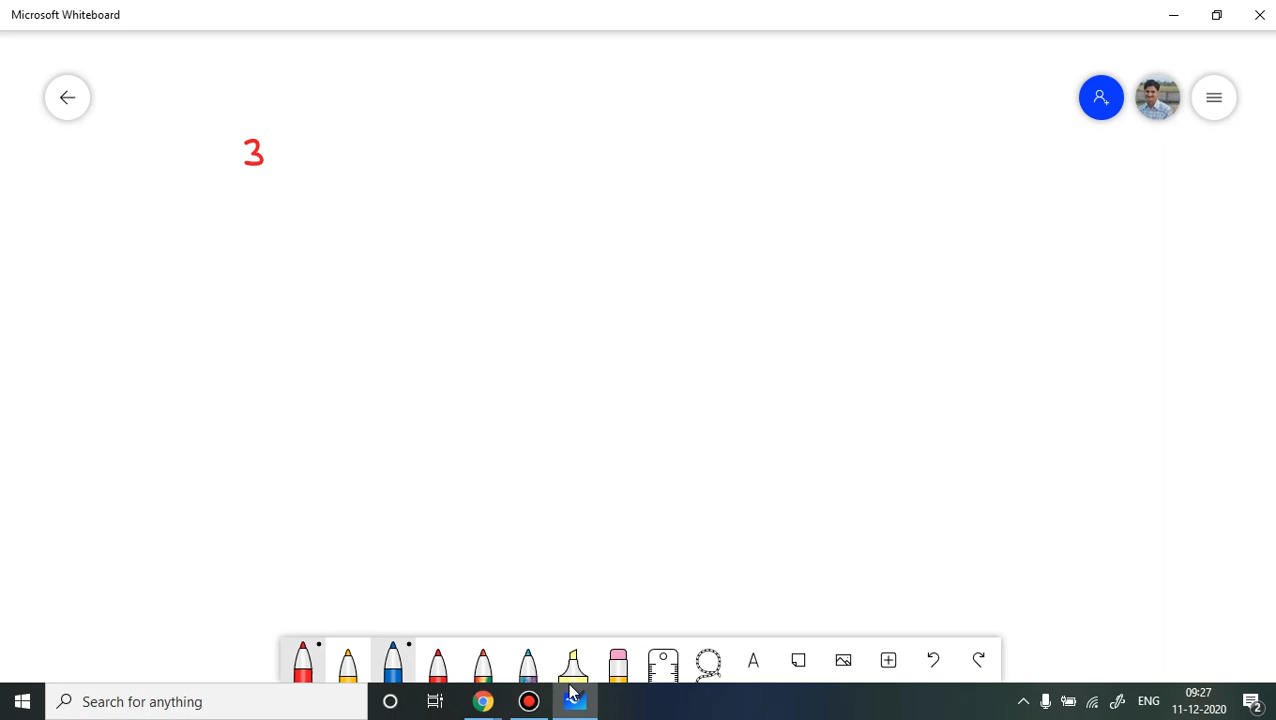 Microsoft Whiteboard
3
A
Search for anything
ENG
09:27
11-12-2020
2